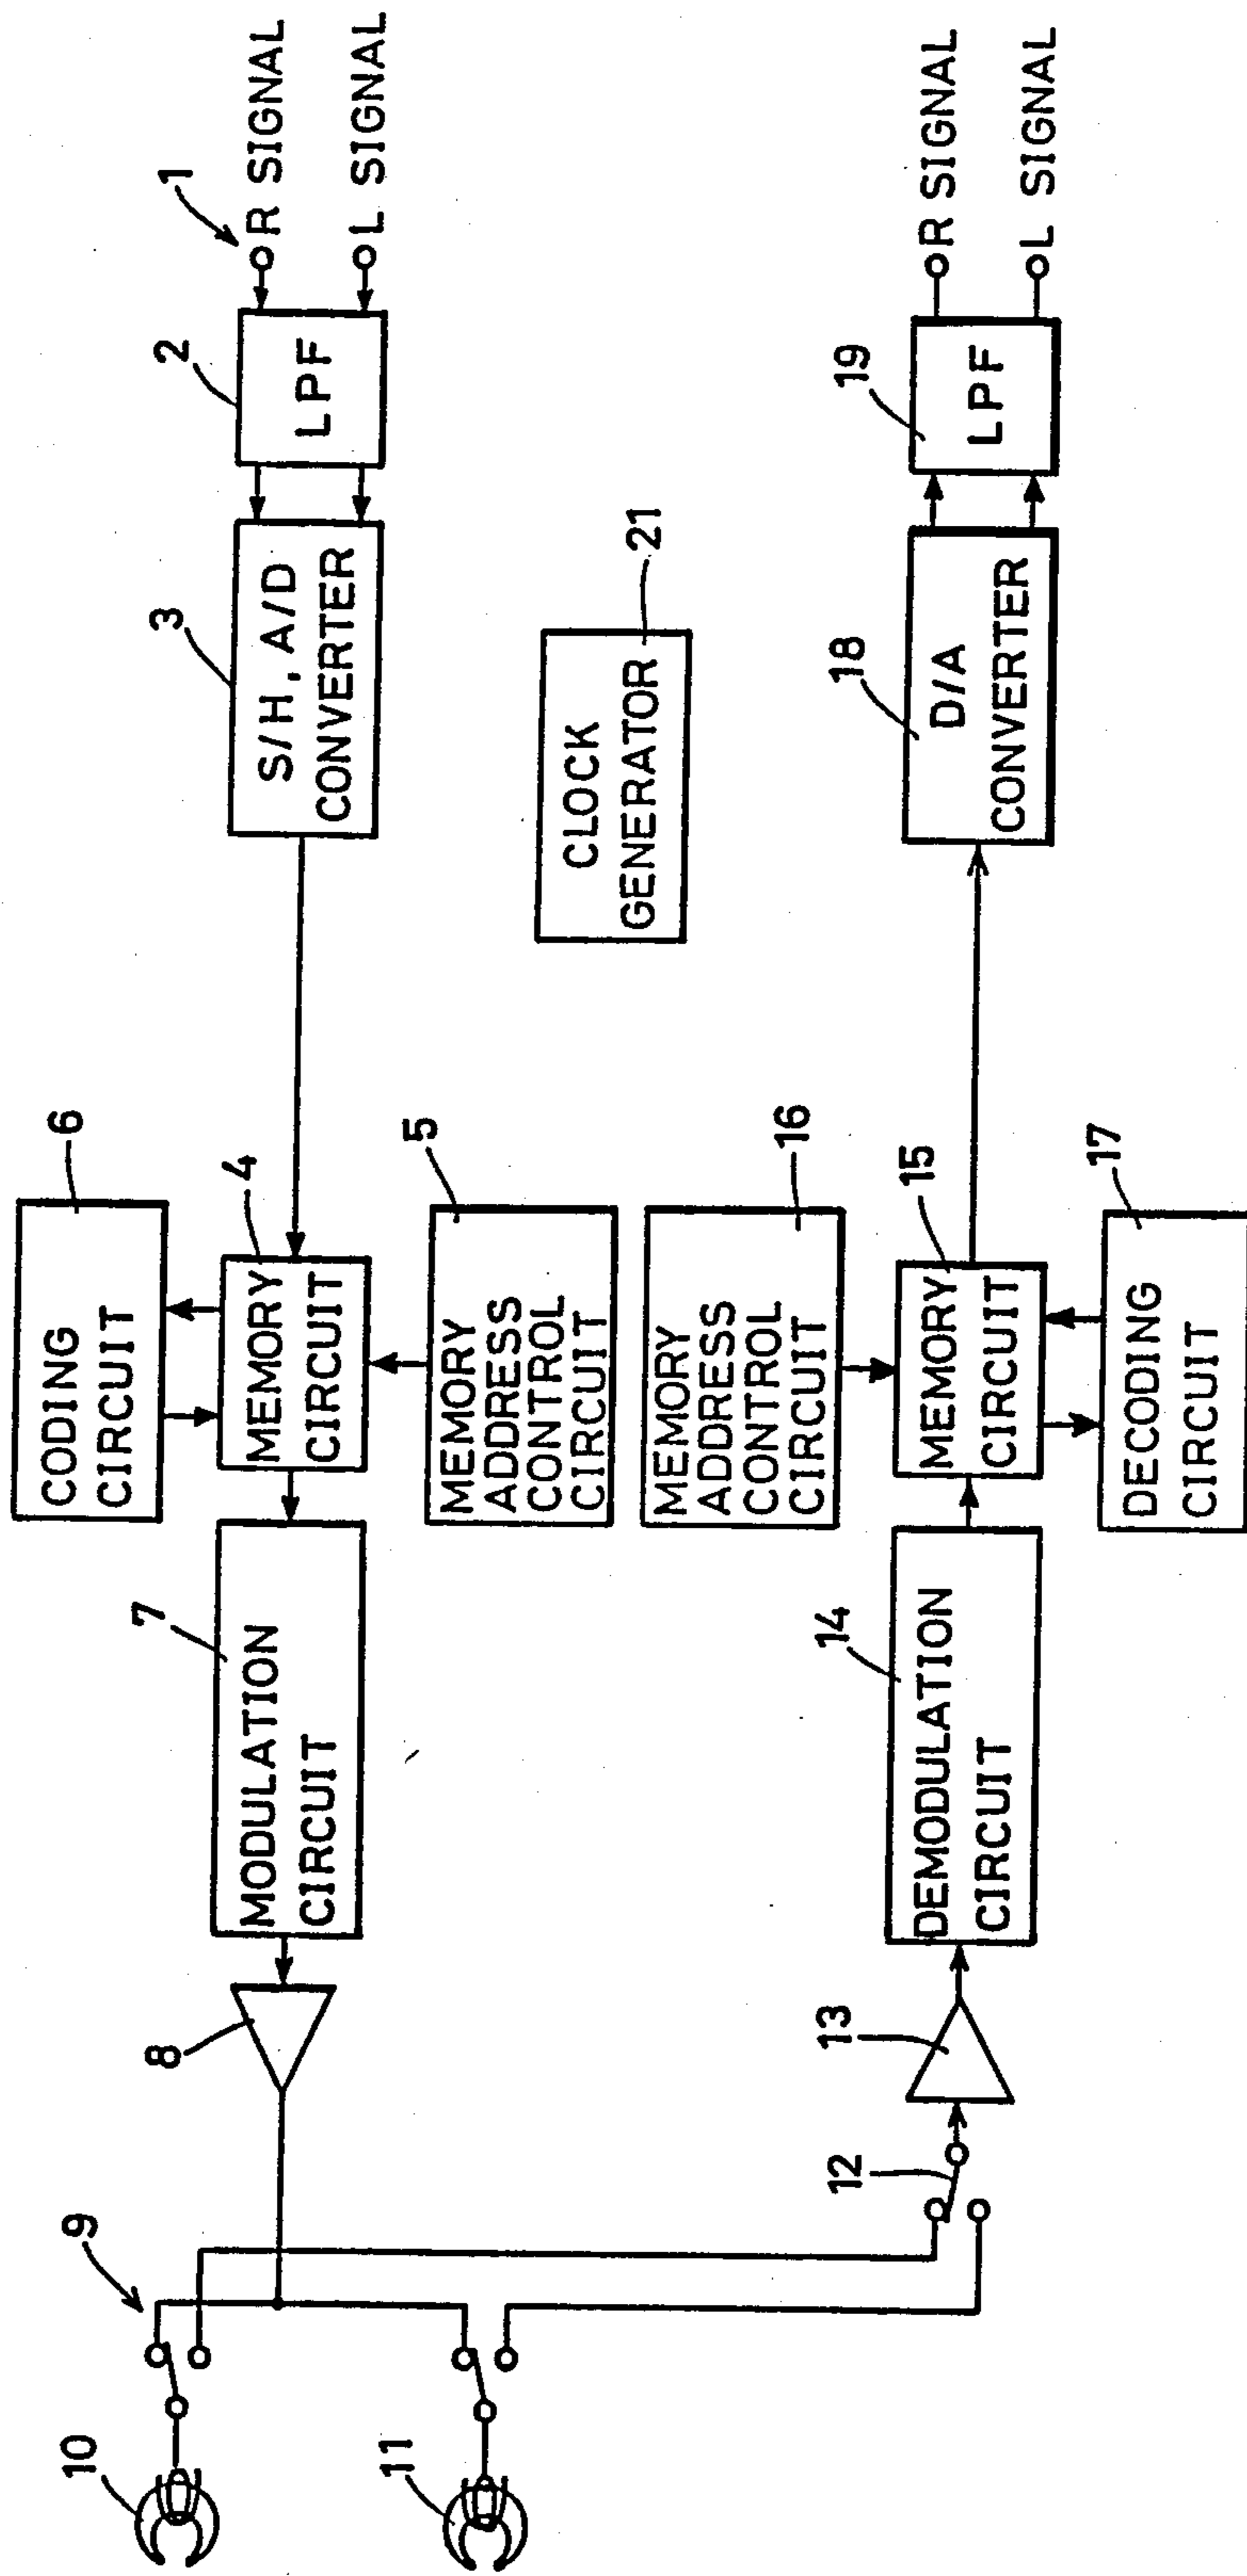 10
9
8
7
MODULATION
CIRCUIT
6
CODING
CIRCUIT
4
MEMORY
CIRCUIT
3
S/H, A/D
CONVERTER
2
LPF
1
R SIGNAL
L SIGNAL
11
5
MEMORY
ADDRESS
CONTROL
CIRCUIT
CLOCK
GENERATOR
21
16
MEMORY
ADDRESS
CONTROL
CIRCUIT
12
13
14
DEMODULATION
CIRCUIT
15
MEMORY
CIRCUIT
17
DECODING
CIRCUIT
18
D/A
CONVERTER
19
LPF
R SIGNAL
L SIGNAL